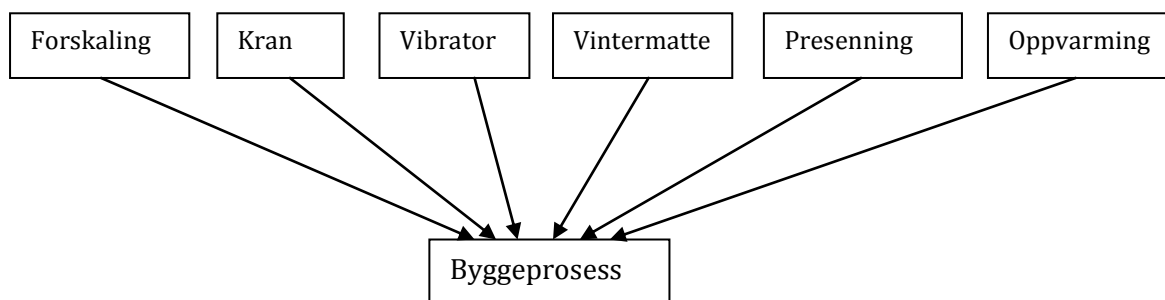 Forskaling
Kran
Vibrator
Vintermatte
Presenning
Oppvarming
Byggeprosess